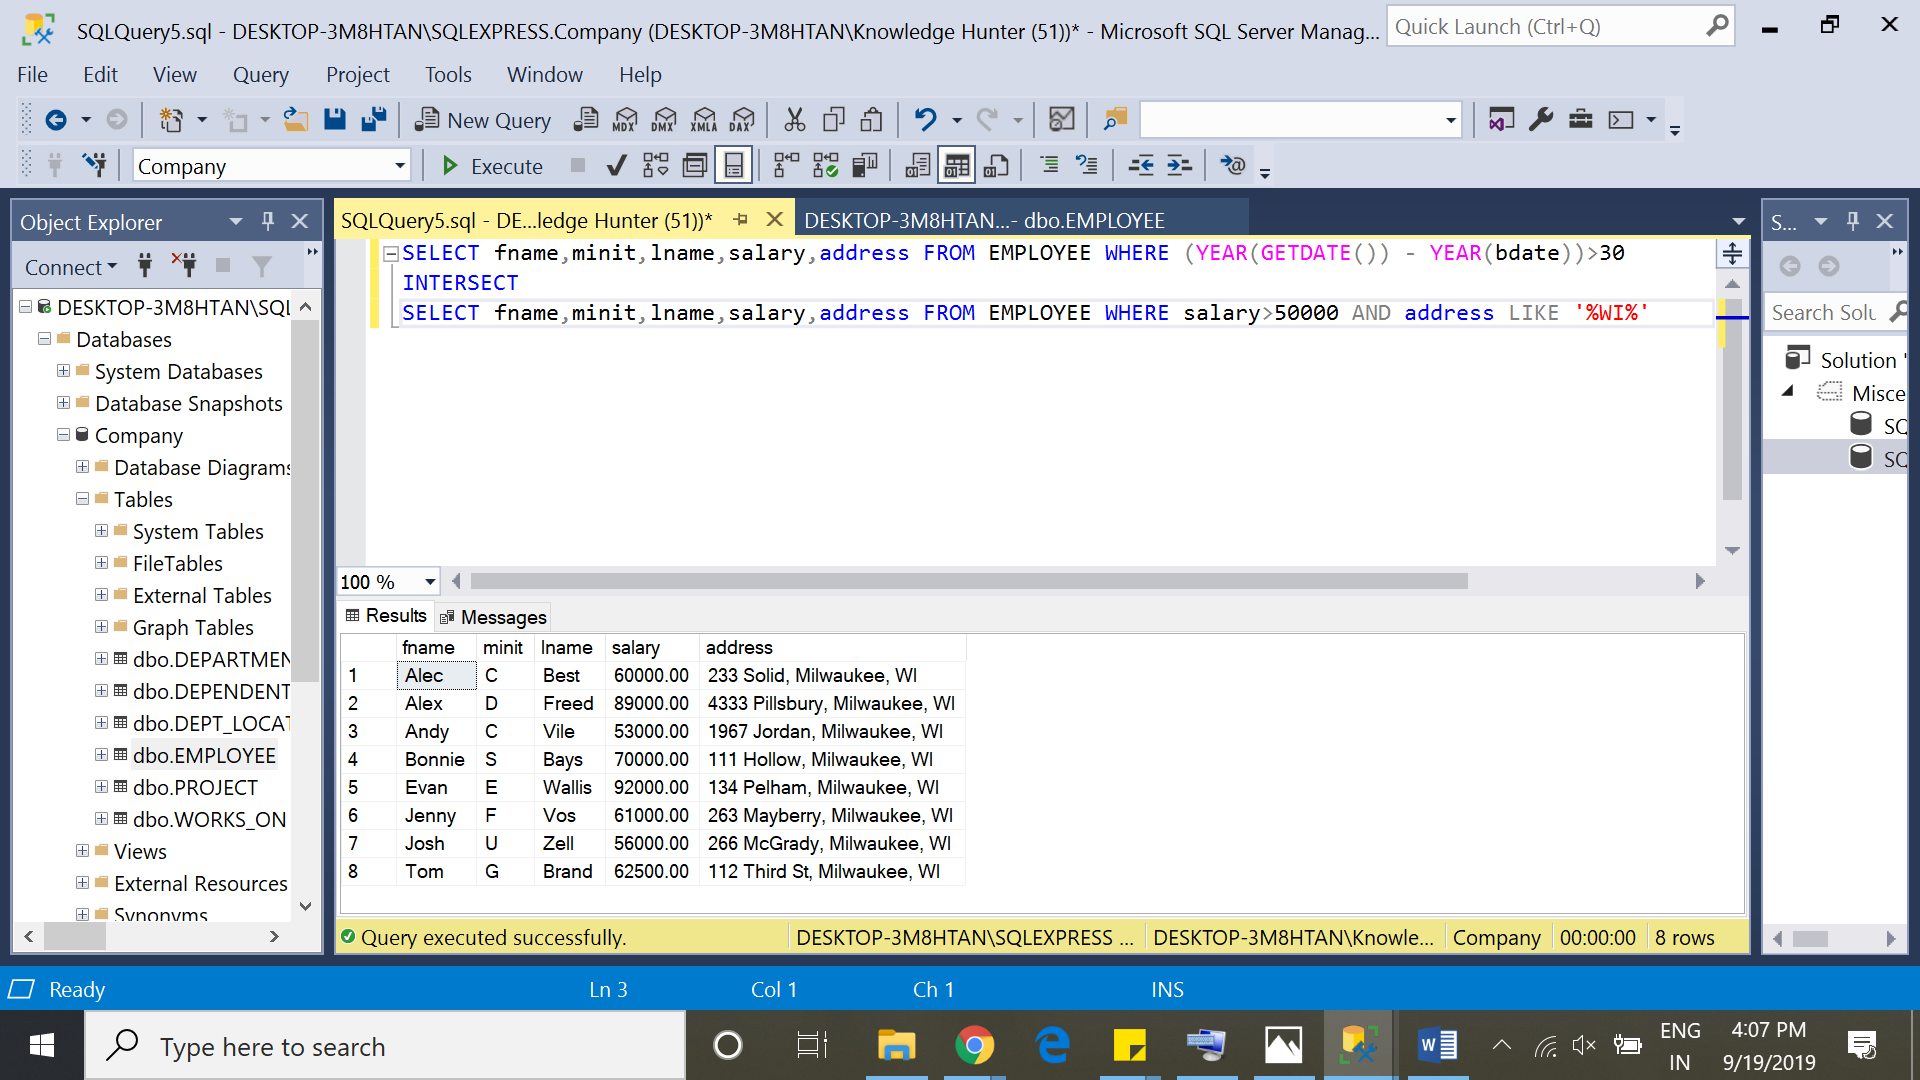 SQLQuery5.sql - DESKTOP-3M8HTAN\SQLEXPRESS.Company (DESKTOP-3M8HTAN\Knowledge Hunter (51))* - Microsoft SQL Server Manag...
Quick Launch (Ctrl+Q)
File Edit View Query Project Tools Window Help
New Query MDX DMX XMLA DAX
Company Execute
Object Explorer
Connect
DESKTOP-3M8HTAN\SQL
Databases
System Databases
Database Snapshots
Company
Database Diagrams
Tables
System Tables
FileTables
External Tables
Graph Tables
dbo.DEPARTMEN
dbo.DEPENDENT
dbo.DEPT_LOCAT
dbo.EMPLOYEE
dbo.PROJECT
dbo.WORKS_ON
Views
External Resources
Synonyms
SQLQuery5.sql - DE...ledge Hunter (51))* DESKTOP-3M8HTAN...- dbo.EMPLOYEE
SELECT fname,minit,lname,salary,address FROM EMPLOYEE WHERE (YEAR(GETDATE()) - YEAR(bdate))>30
INTERSECT
SELECT fname,minit,lname,salary,address FROM EMPLOYEE WHERE salary>50000 AND address LIKE '%WI%'
100 %
Results Messages
fname minit lname salary address
1 Alec C Best 60000.00 233 Solid, Milwaukee, WI
2 Alex D Freed 89000.00 4333 Pillsbury, Milwaukee, WI
3 Andy C Vile 53000.00 1967 Jordan, Milwaukee, WI
4 Bonnie S Bays 70000.00 111 Hollow, Milwaukee, WI
5 Evan E Wallis 92000.00 134 Pelham, Milwaukee, WI
6 Jenny F Vos 61000.00 263 Mayberry, Milwaukee, WI
7 Josh U Zell 56000.00 266 McGrady, Milwaukee, WI
8 Tom G Brand 62500.00 112 Third St, Milwaukee, WI
Query executed successfully. DESKTOP-3M8HTAN\SQLEXPRESS ... DESKTOP-3M8HTAN\Knowle... Company 00:00:00 8 rows
S...
Search Solu
Solution '
Misce
SQ
SQ
Ready Ln 3 Col 1 Ch 1 INS
Type here to search
ENG
IN
4:07 PM
9/19/2019